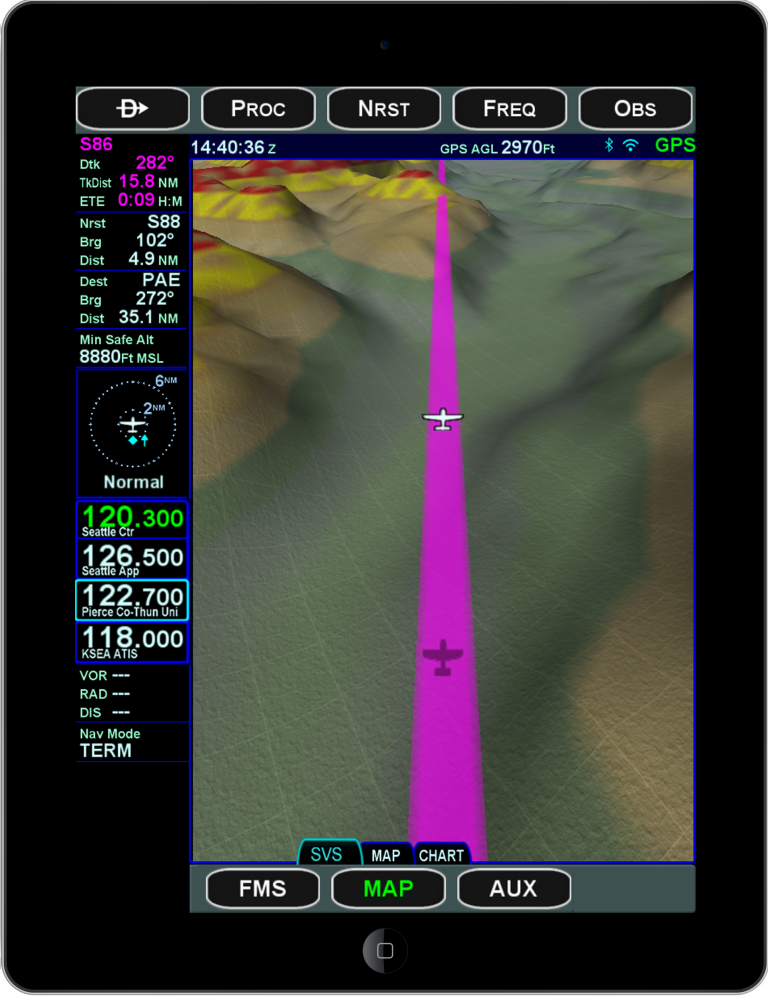 D PROC NRST FREQ OBS
S86
14:40:36 Z GPS AGL 2970Ft GPS
Dtk 282°
TkDist 15.8 NM
ETE 0:09 H:M
Nrst S88
Brg 102°
Dist 4.9 NM
Dest PAE
Brg 272°
Dist 35.1 NM
Min Safe Alt
8880Ft MSL
6NM
2NM
Normal
120.300
Seattle Ctr
126.500
Seattle App
122.700
Pierce Co-Thun Uni
118.000
KSEA ATIS
VOR ---
RAD ---
DIS ---
Nav Mode
TERM
SVS MAP CHART
FMS MAP AUX